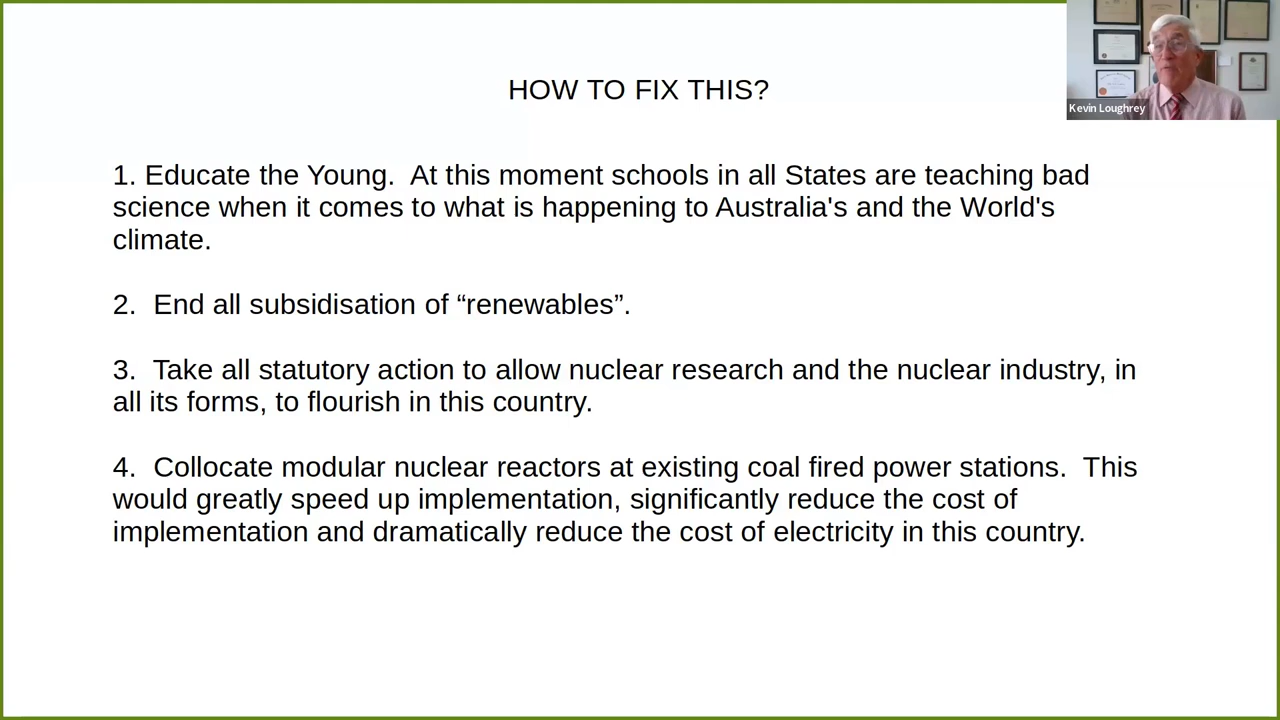 HOW TO FIX THIS?
Kevin Loughrey
1. Educate the Young.  At this moment schools in all States are teaching bad
science when it comes to what is happening to Australia's and the World's
climate.
2.  End all subsidisation of “renewables”.
3.  Take all statutory action to allow nuclear research and the nuclear industry, in
all its forms, to flourish in this country.
4.  Collocate modular nuclear reactors at existing coal fired power stations.  This
would greatly speed up implementation, significantly reduce the cost of
implementation and dramatically reduce the cost of electricity in this country.